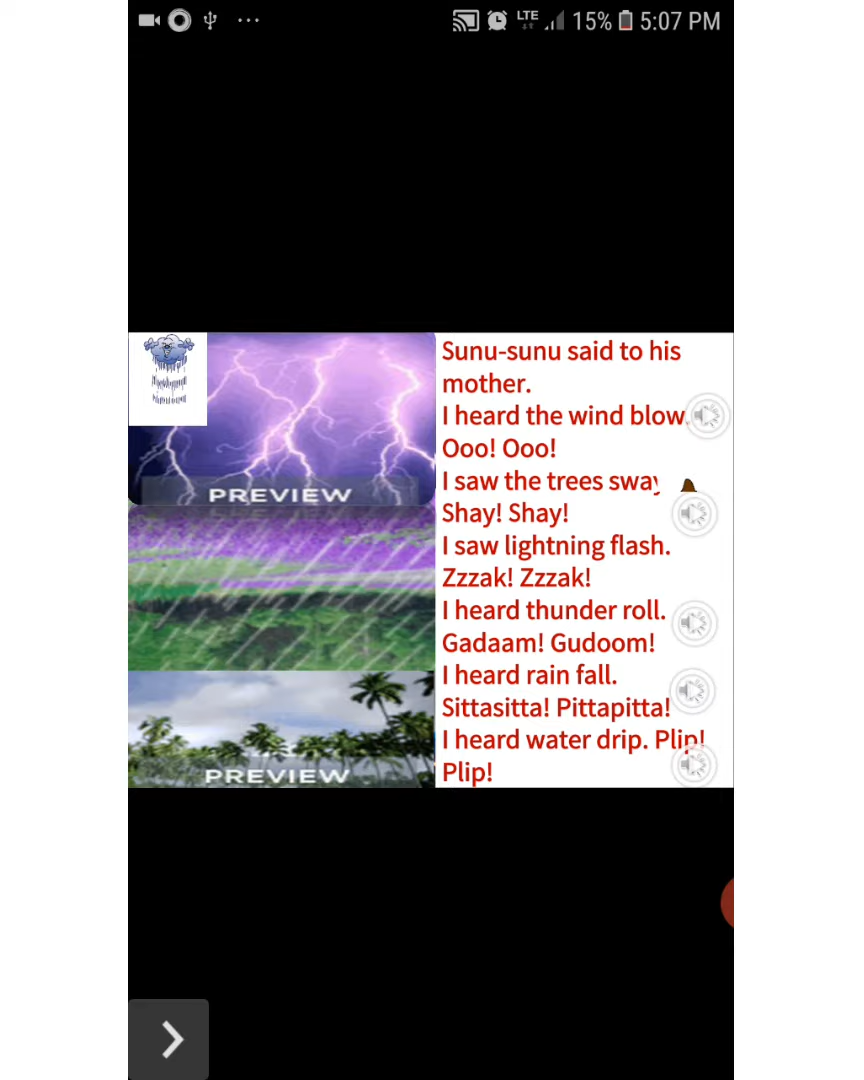 LTE 15% 5:07 PM
Sunu-sunu said to his
mother.
I heard the wind blow.
Ooo! Ooo!
I saw the trees sway
Shay! Shay!
I saw lightning flash.
Zzzak! Zzzak!
I heard thunder roll.
Gadaam! Gudoom!
I heard rain fall.
Sittasitta! Pittapitta!
I heard water drip. Plip!
Plip!
PREVIEW
PREVIEW